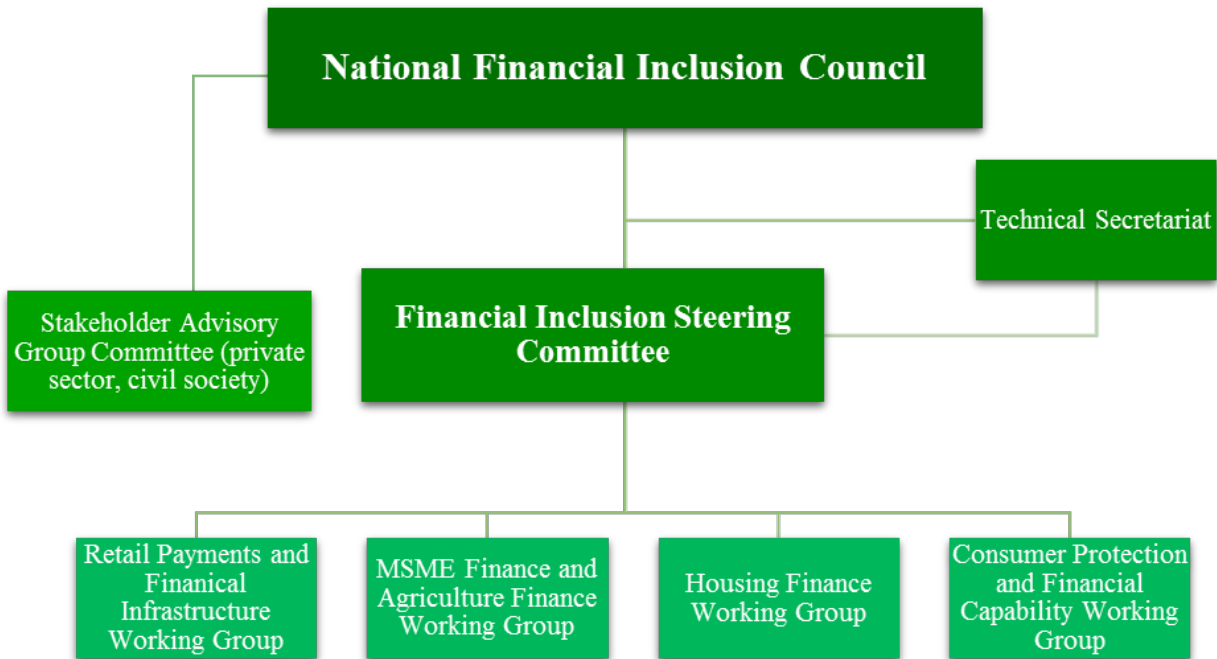 National Financial Inclusion Council
Technical Secretariat
Stakeholder Advisory
Group Committee (private
sector, civil society)
Financial Inclusion Steering
Committee
Retail Payments and
Finanical
Infrastructure
Working Group
MSME Finance and
Agriculture Finance
Working Group
Housing Finance
Working Group
Consumer Protection
and Financial
Capability Working
Group